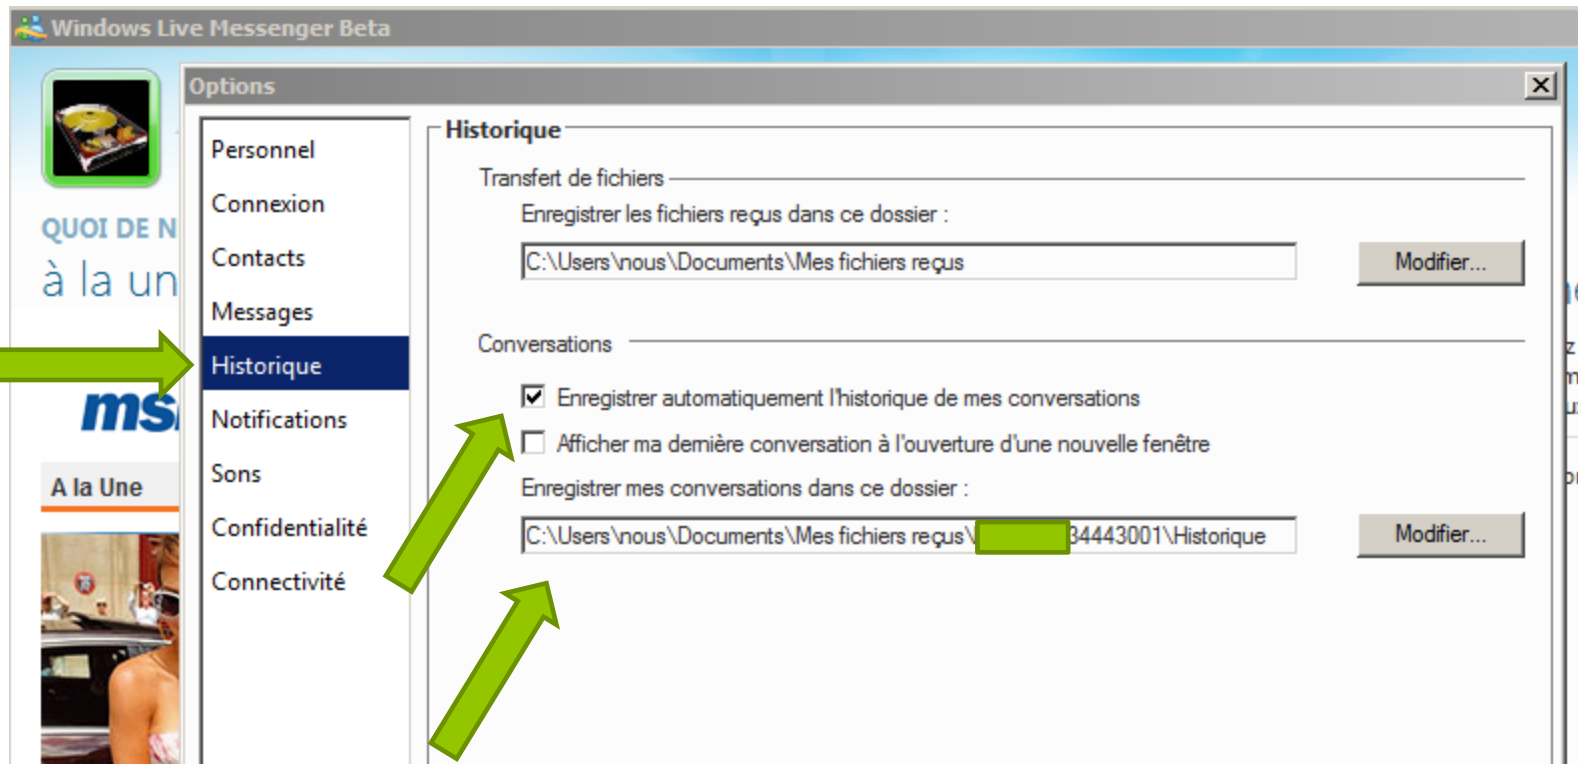 Windows Live Messenger Beta
Options
QUOI DE N
à la un
msn
A la Une
Personnel
Connexion
Contacts
Messages
Historique
Notifications
Sons
Confidentialité
Connectivité
Historique
Transfert de fichiers
Enregistrer les fichiers reçus dans ce dossier :
C:\Users\nous\Documents\Mes fichiers reçus
Modifier...
Conversations
Enregistrer automatiquement l'historique de mes conversations
Afficher ma dernière conversation à l'ouverture d'une nouvelle fenêtre
Enregistrer mes conversations dans ce dossier :
C:\Users\nous\Documents\Mes fichiers reçus\ 34443001\Historique
Modifier...